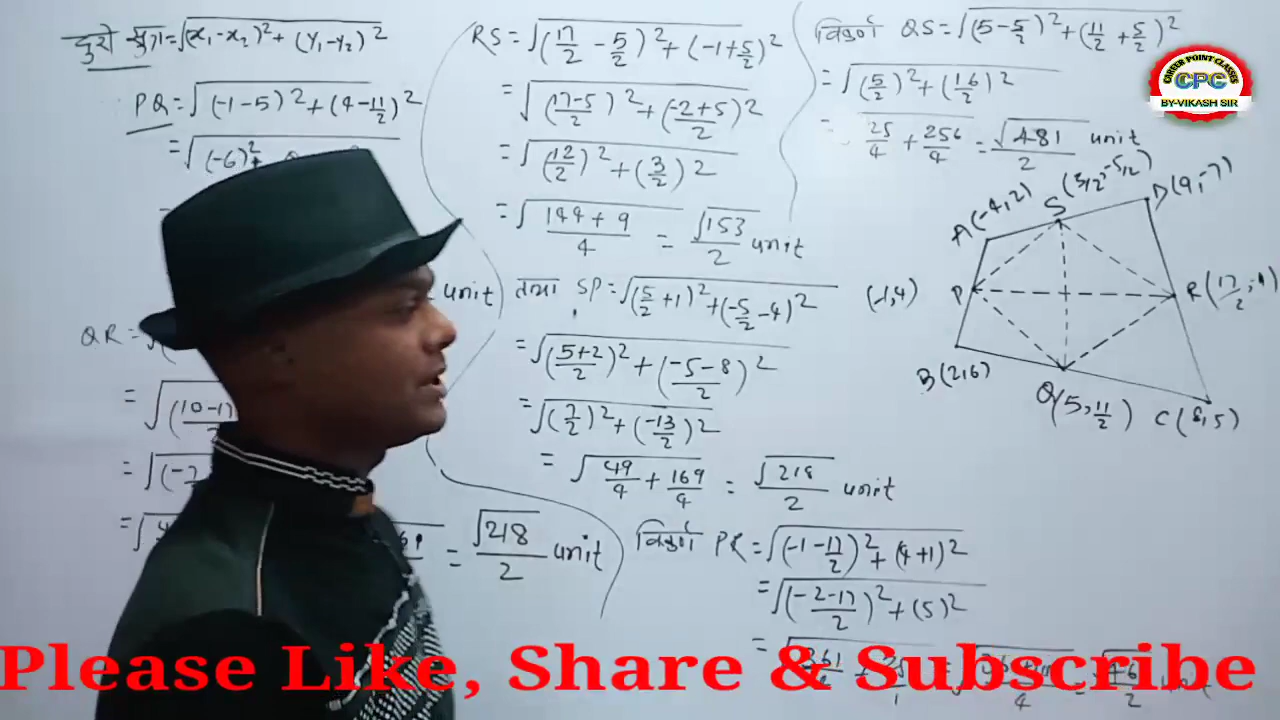 दुरी सुत्र = √(x₁-x₂)²+(y₁-y₂)²
PQ = √(-1-5)²+(4-11/2)²
= √(-6)²+
unit
QR = √(
= √(10-17
= √(-7
= √
= √218/2 unit
RS = √(17/2 - 5/2)²+(-1+5/2)²
= √(17-5/2)²+(-2+5/2)²
= √(12/2)²+(3/2)²
= √144+9/4 = √153/2 unit
तथा SP = √(5/2+1)²+(-5/2-4)²
= √(5+2/2)²+(-5-8/2)²
= √(7/2)²+(-13/2)²
= √49/4+169/4 = √218/2 unit
विकर्ण PR = √(-1-17/2)²+(4+1)²
= √(-2-17/2)²+(5)²
= √361/4+25/1 =
विकर्ण QS = √(5-5/2)²+(11/2+5/2)²
= √(5/2)²+(16/2)²
= 25/4+256/4 = √481/2 unit
CAREER POINT CLASSES
CPC
BY-VIKASH SIR
A(-4,2)
S(5/2,-5/2)
D(9,-7)
(-1,4)
P
R(17/2,-1)
B(2,6)
Q(5,11/2)
C(8,5)
Please Like, Share & Subscribe